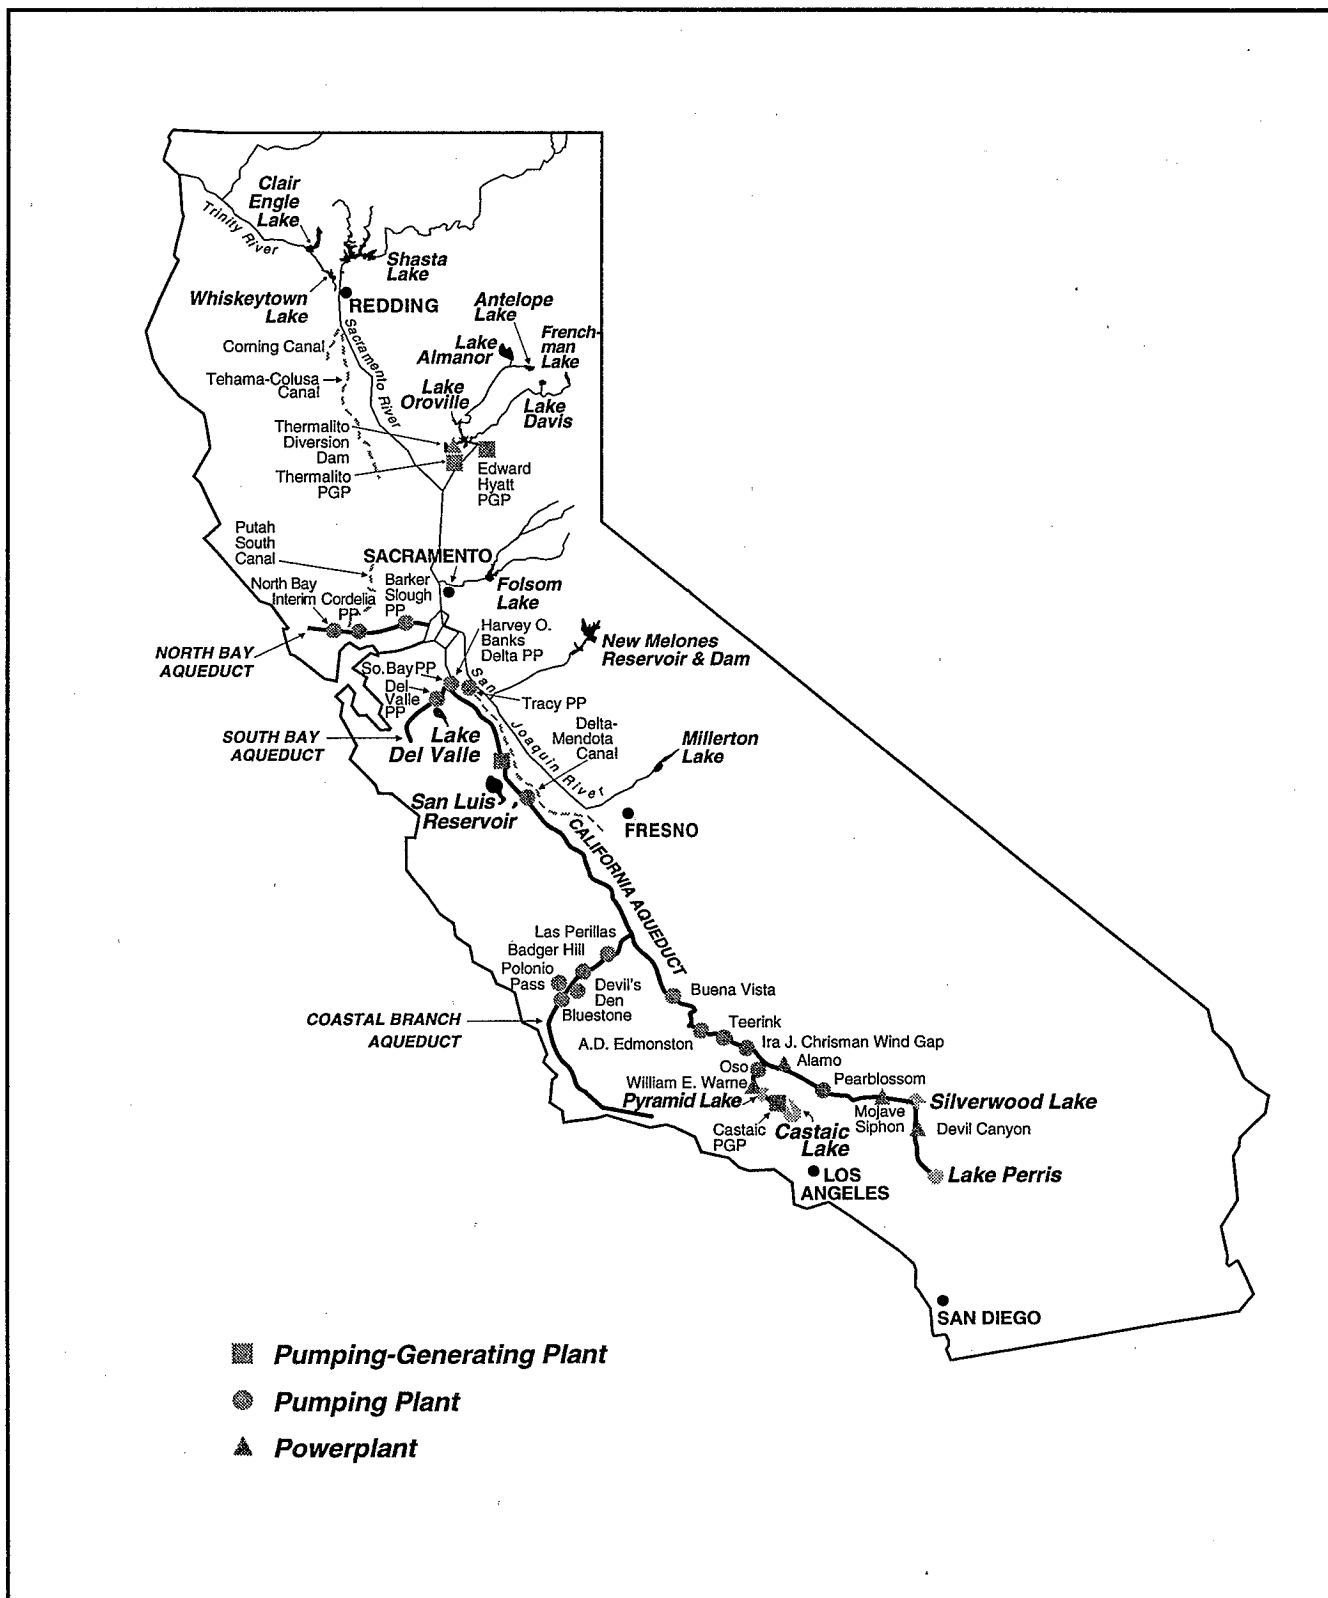 Clair
Engle
Lake
Trinity River
Shasta
Lake
Whiskeytown
Lake
REDDING
Antelope
Lake
French-
man
Lake
Lake
Almanor
Corning Canal
Sacramento River
Tehama-Colusa
Canal
Lake
Oroville
Lake
Davis
Thermalito
Diversion
Dam
Thermalito
PGP
Edward
Hyatt
PGP
Putah
South
Canal
SACRAMENTO
North Bay
Interim
Cordelia
PP
Barker
Slough
PP
Folsom
Lake
NORTH BAY
AQUEDUCT
Harvey O.
Banks
Delta PP
New Melones
Reservoir & Dam
So. Bay PP
Del
Valle
PP
Tracy PP
San Joaquin River
SOUTH BAY
AQUEDUCT
Lake
Del Valle
Delta-
Mendota
Canal
Millerton
Lake
San Luis
Reservoir
FRESNO
CALIFORNIA AQUEDUCT
Las Perillas
Badger Hill
Polonio
Pass
Devil's
Den
Bluestone
Buena Vista
COASTAL BRANCH
AQUEDUCT
Teerink
A.D. Edmonston
Ira J. Chrisman Wind Gap
Alamo
Oso
William E. Warne
Pyramid Lake
Pearblossom
Silverwood Lake
Mojave
Siphon
Devil Canyon
Castaic
PGP
Castaic
Lake
Lake Perris
LOS
ANGELES
SAN DIEGO
Pumping-Generating Plant
Pumping Plant
Powerplant